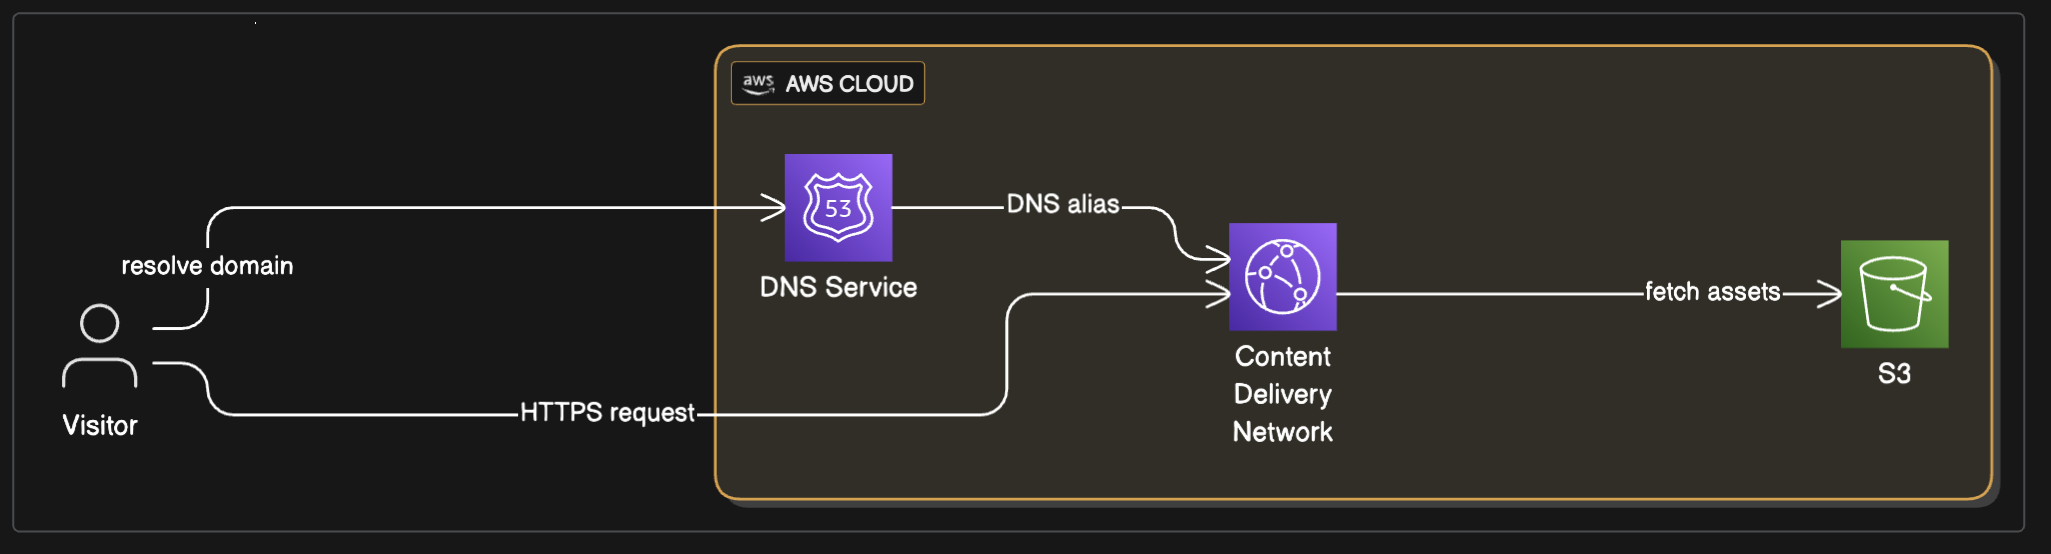 aws AWS CLOUD
53
DNS alias
resolve domain
DNS Service
fetch assets
Content
Delivery
Network
S3
HTTPS request
Visitor